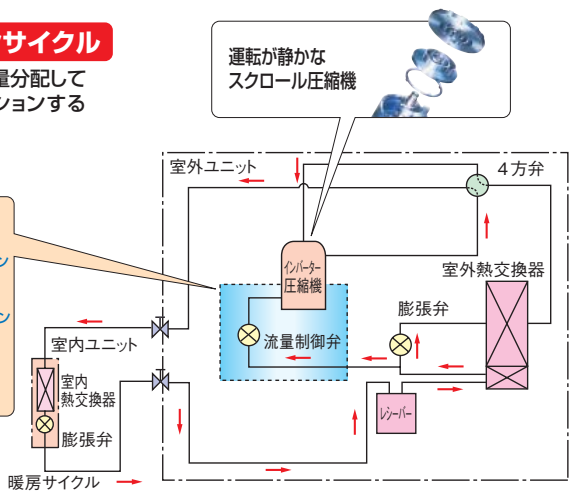 サイクル
量分配して
ションする
運転が静かな
スクロール圧縮機
室外ユニット
4方弁
ン
ン
インバーター
圧縮機
室外熱交換器
膨張弁
流量制御弁
室内ユニット
室内
熱交換器
膨張弁
レシーバー
暖房サイクル